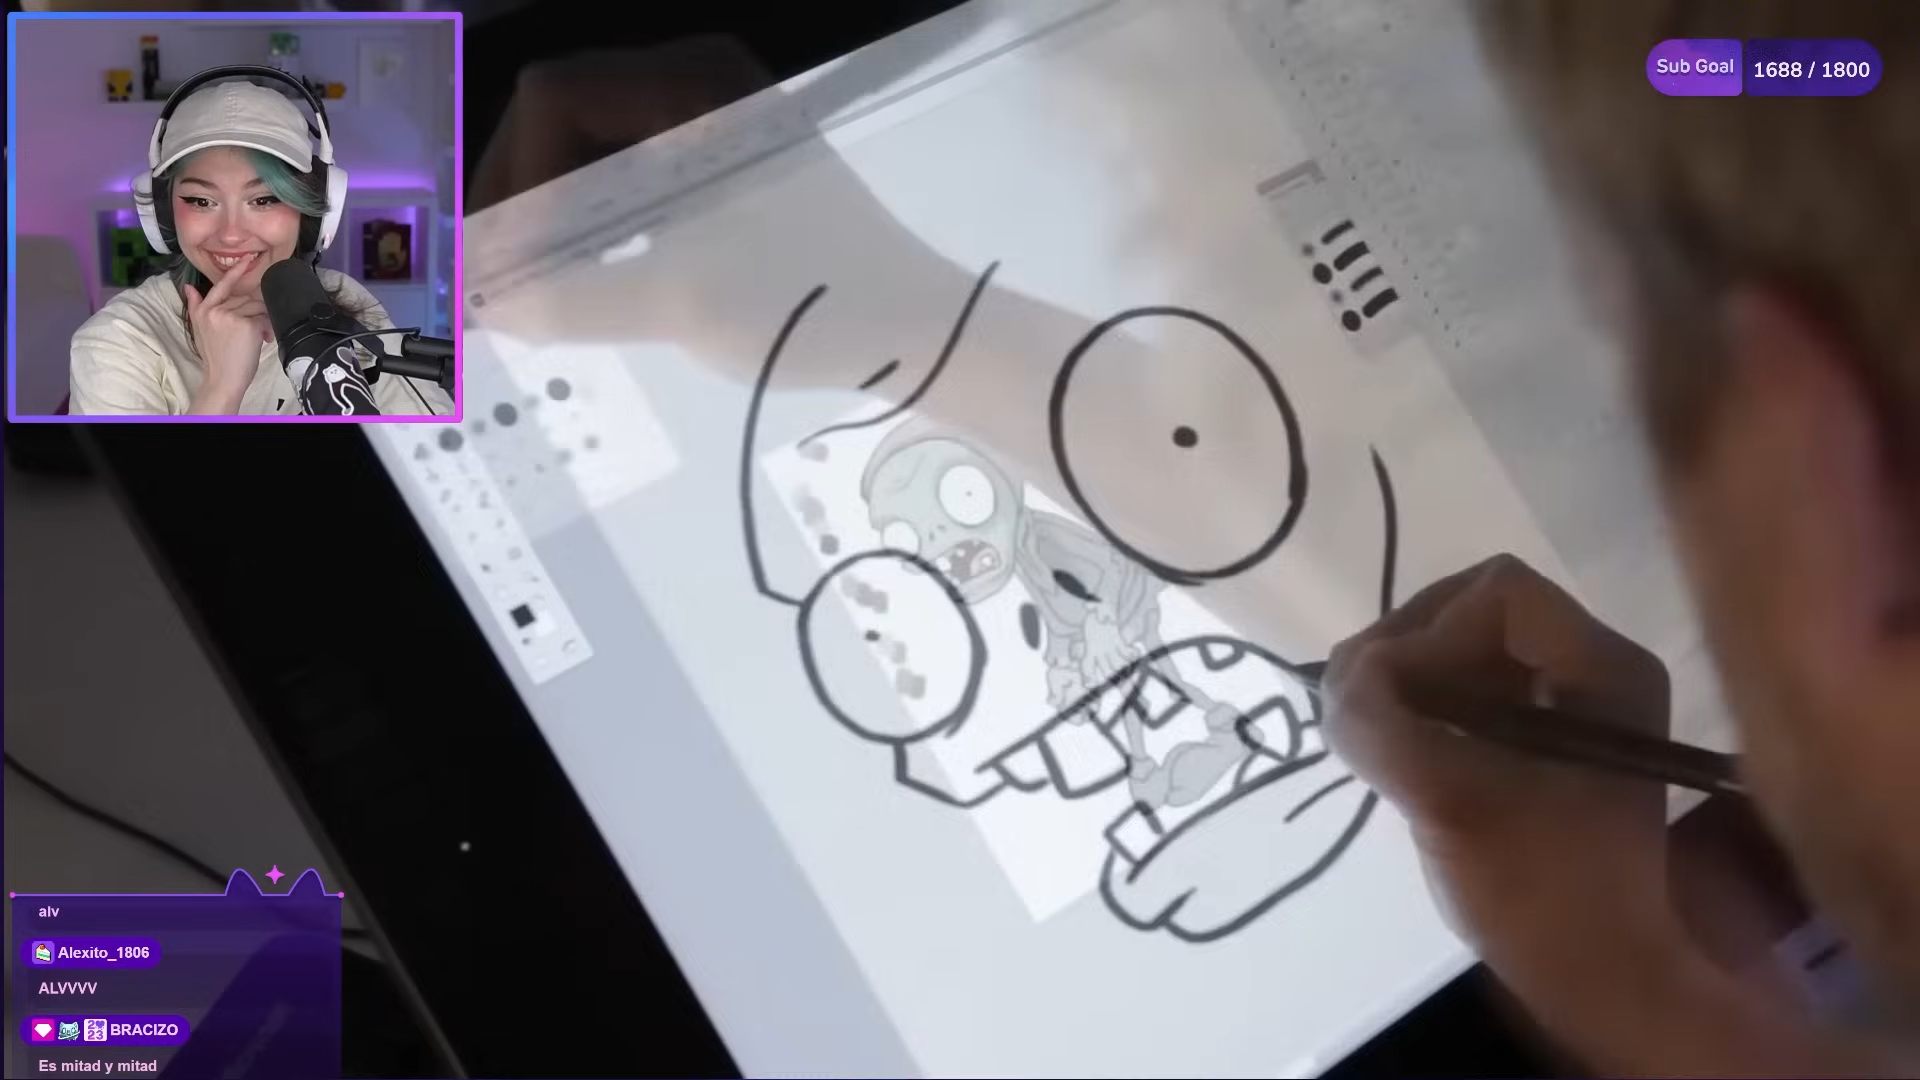 Sub Goal 1688 / 1800
alv
Alexito_1806
ALVVVV
BRACIZO
Es mitad y mitad